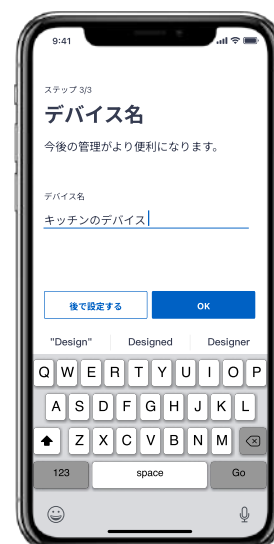 9:41
ステップ 3/3
デバイス名
今後の管理がより便利になります。
デバイス名
キッチンのデバイス
後で設定する
OK
"Design"
Designed
Designer
Q W E R T Y U I O P
A S D F G H J K L
Z X C V B N M
123
space
Go